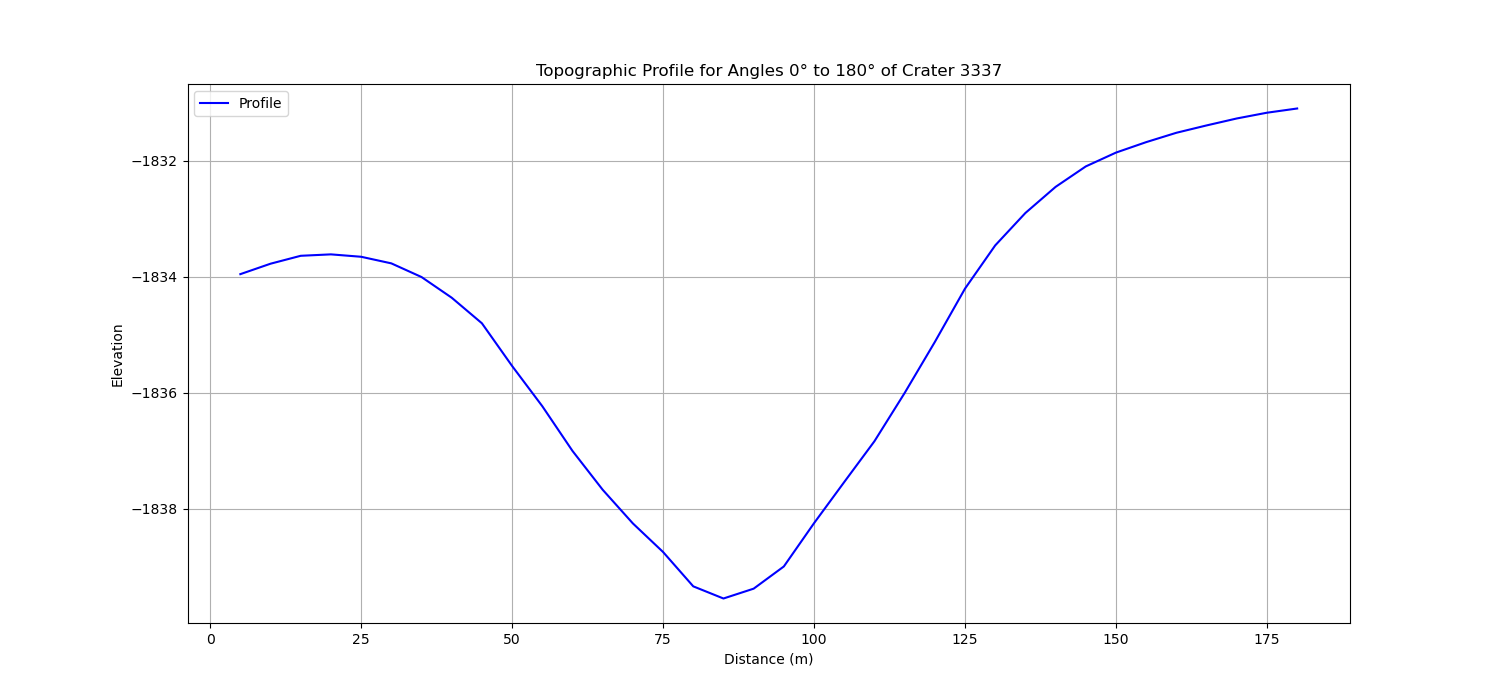 Topographic Profile for Angles 0° to 180° of Crater 3337
Profile
−1832
−1834
−1836
−1838
Elevation
0 25 50 75 100 125 150 175
Distance (m)